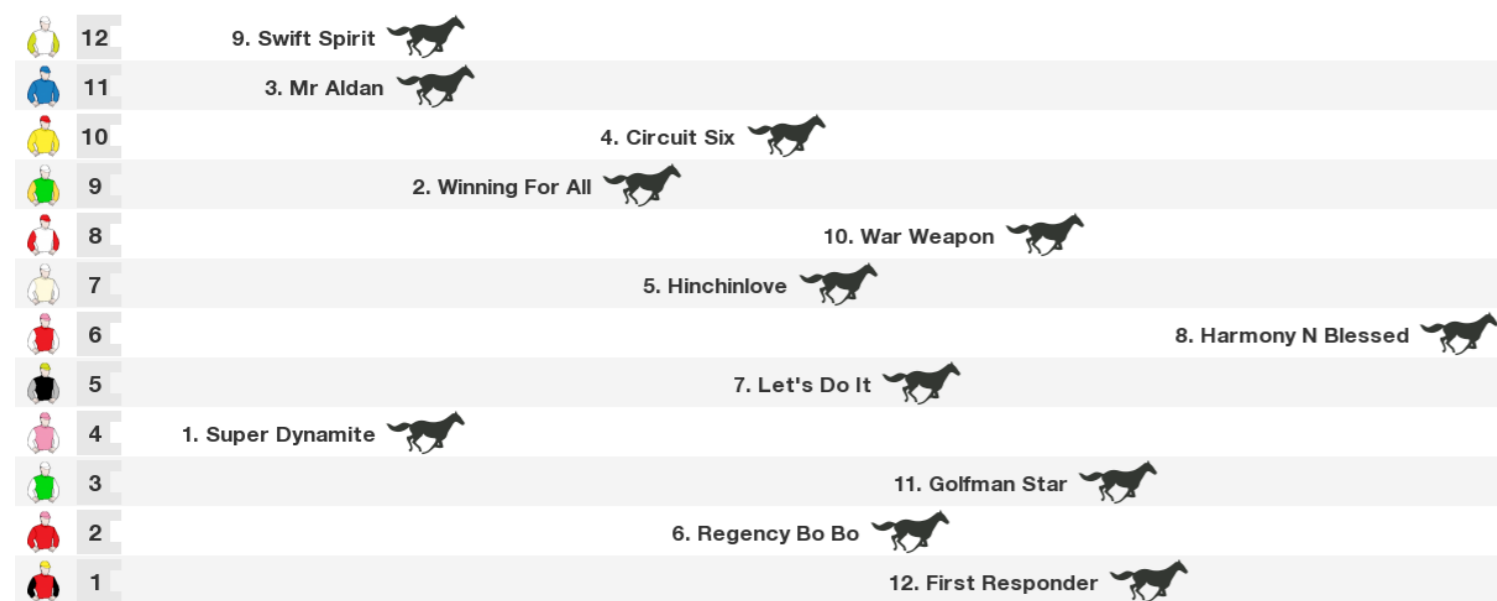 12 9. Swift Spirit
11 3. Mr Aldan
10 4. Circuit Six
9 2. Winning For All
8 10. War Weapon
7 5. Hinchinlove
6 8. Harmony N Blessed
5 7. Let's Do It
4 1. Super Dynamite
3 11. Golfman Star
2 6. Regency Bo Bo
1 12. First Responder